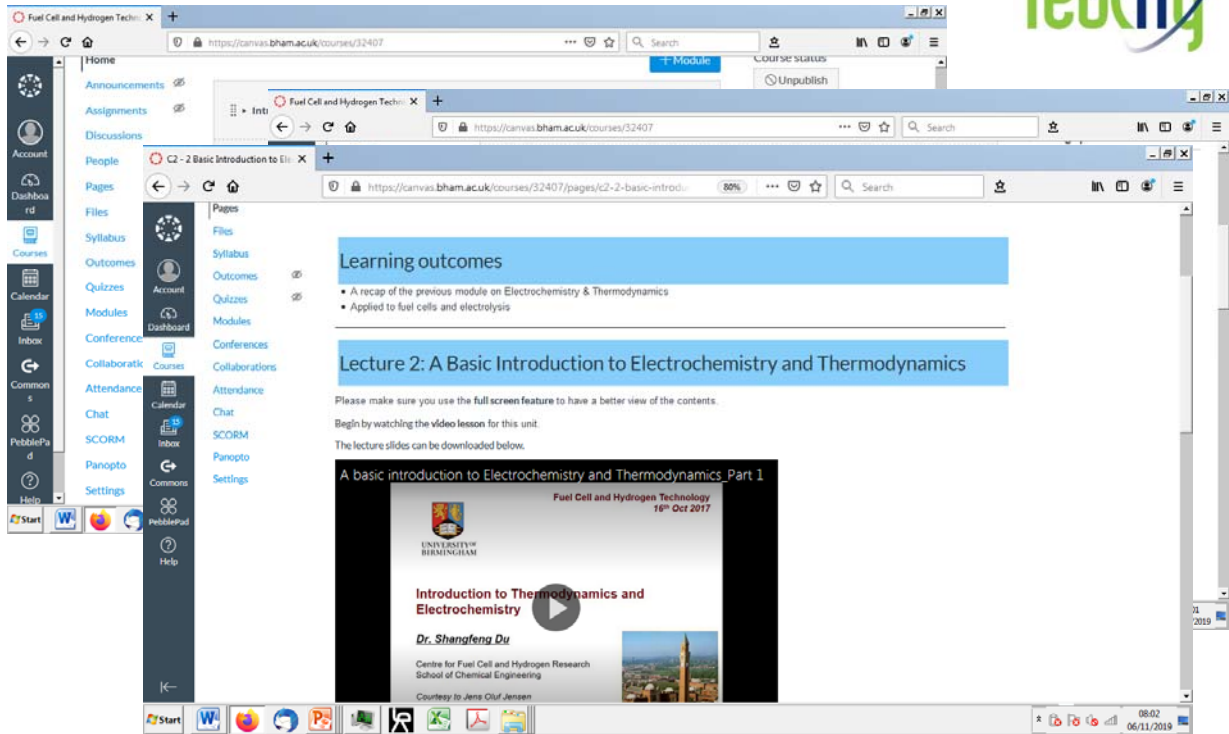 Fuel Cell and Hydrogen Techn
https://canvas.bham.ac.uk/courses/32407
Search
Home
Announcements
Assignments
Discussions
People
Pages
Files
Syllabus
Outcomes
Quizzes
Modules
Conference
Collaboratic
Attendance
Chat
SCORM
Panopto
Settings
Account
Dashboa
rd
Courses
Calendar
15
Inbox
Common
s
PebblePa
d
Help
Start
+ Module
Course status
Unpublish
Fuel Cell and Hydrogen Techn
https://canvas.bham.ac.uk/courses/32407
Search
C2 - 2 Basic Introduction to Ele
https://canvas.bham.ac.uk/courses/32407/pages/c2-2-basic-introdu
80%
Search
Account
Dashboard
Courses
Calendar
15
Inbox
Commons
PebblePad
Help
Pages
Files
Syllabus
Outcomes
Quizzes
Modules
Conferences
Collaborations
Attendance
Chat
SCORM
Panopto
Settings
Learning outcomes
• A recap of the previous module on Electrochemistry & Thermodynamics
• Applied to fuel cells and electrolysis
Lecture 2: A Basic Introduction to Electrochemistry and Thermodynamics
Please make sure you use the full screen feature to have a better view of the contents.
Begin by watching the video lesson for this unit.
The lecture slides can be downloaded below.
A basic introduction to Electrochemistry and Thermodynamics_Part 1
Fuel Cell and Hydrogen Technology
16th Oct 2017
UNIVERSITY OF
BIRMINGHAM
Introduction to Thermodynamics and
Electrochemistry
Dr. Shangfeng Du
Centre for Fuel Cell and Hydrogen Research
School of Chemical Engineering
Courtesy to Jens Oluf Jensen
Start
08:02
06/11/2019